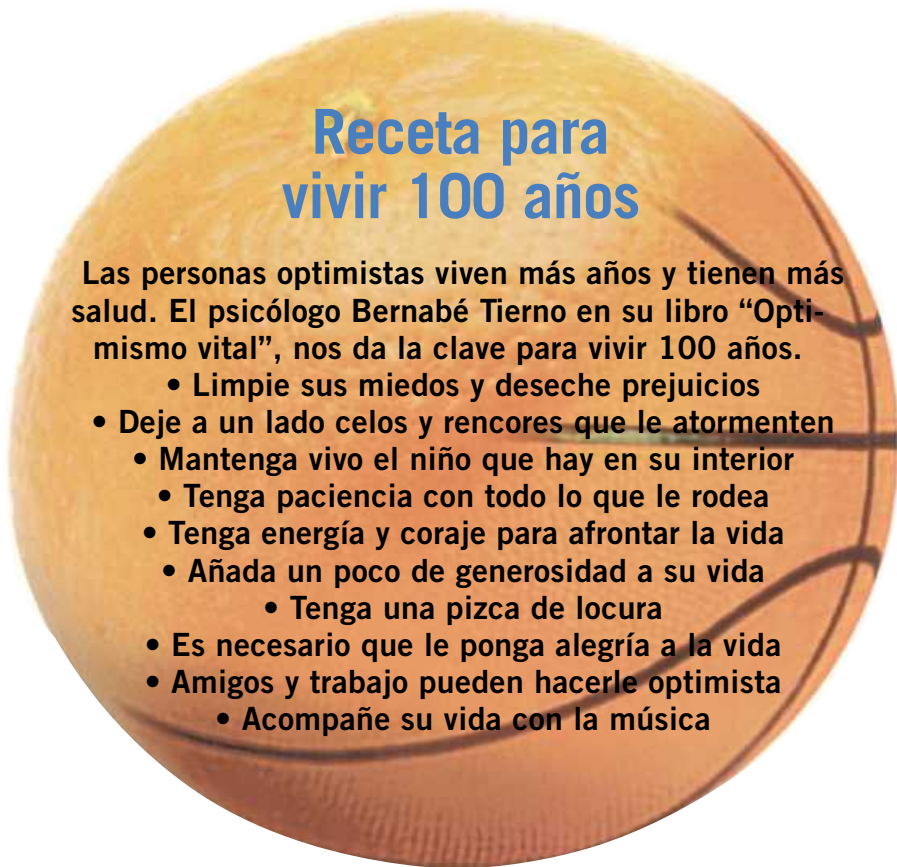 Receta para
vivir 100 años
Las personas optimistas viven más años y tienen más
salud. El psicólogo Bernabé Tierno en su libro “Opti-
mismo vital”, nos da la clave para vivir 100 años.
• Limpie sus miedos y deseche prejuicios
• Deje a un lado celos y rencores que le atormenten
• Mantenga vivo el niño que hay en su interior
• Tenga paciencia con todo lo que le rodea
• Tenga energía y coraje para afrontar la vida
• Añada un poco de generosidad a su vida
• Tenga una pizca de locura
• Es necesario que le ponga alegría a la vida
• Amigos y trabajo pueden hacerle optimista
• Acompañe su vida con la música